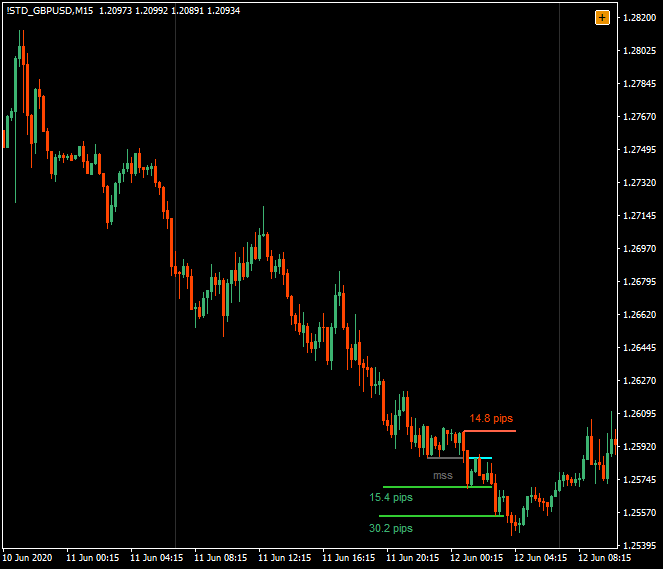 !STD_GBPUSD,M15 1.20973 1.20992 1.20891 1.20934
+
1.28200
1.28025
1.27845
1.27670
1.27495
1.27320
1.27145
1.26970
1.26795
1.26620
1.26445
1.26270
1.26095
1.25920
1.25745
1.25570
1.25395
14.8 pips
mss
15.4 pips
30.2 pips
10 Jun 2020
11 Jun 00:15
11 Jun 04:15
11 Jun 08:15
11 Jun 12:15
11 Jun 16:15
11 Jun 20:15
12 Jun 00:15
12 Jun 04:15
12 Jun 08:15